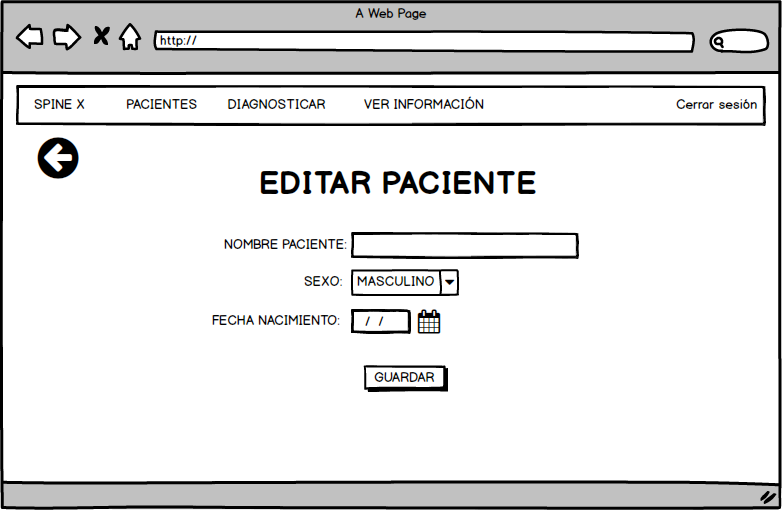 A Web Page
http://
SPINE X PACIENTES DIAGNOSTICAR VER INFORMACIÓN Cerrar sesión
EDITAR PACIENTE
NOMBRE PACIENTE:
SEXO: MASCULINO
FECHA NACIMIENTO: / /
GUARDAR